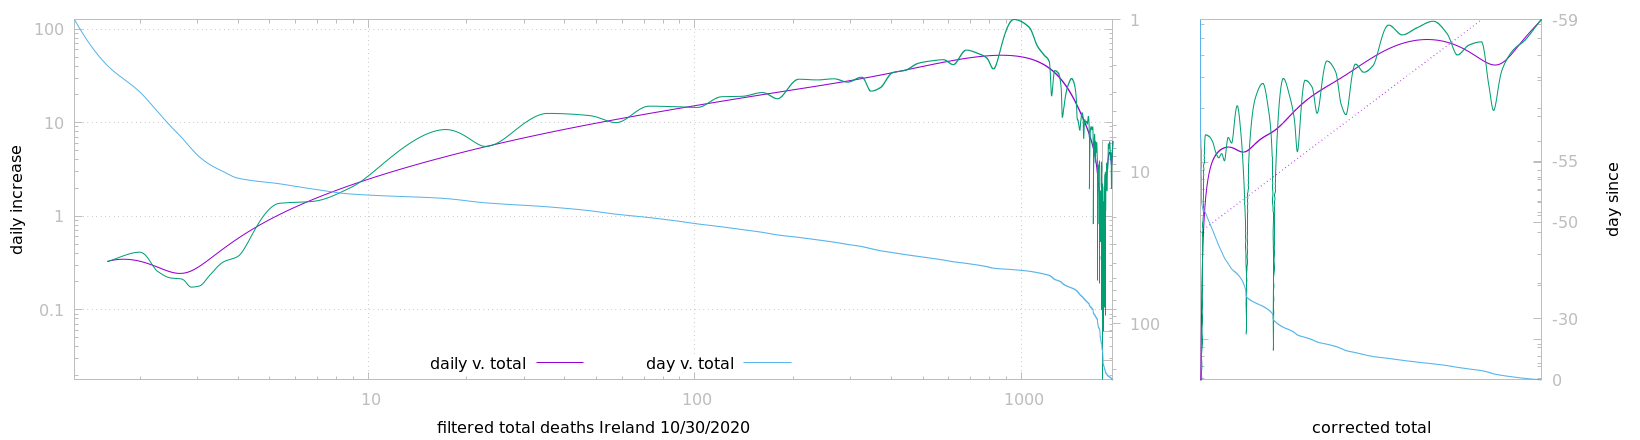 100
10
1
0.1
daily increase
10
100
1000
filtered total deaths Ireland 10/30/2020
daily v. total
day v. total
1
10
100
-59
-55
-50
-30
0
day since
corrected total